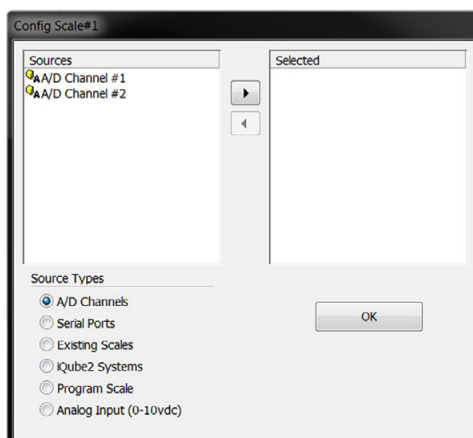 Config Scale#1
Sources
Selected
A/D Channel #1
A/D Channel #2
Source Types
A/D Channels
Serial Ports
Existing Scales
iQube2 Systems
Program Scale
Analog Input (0-10vdc)
OK